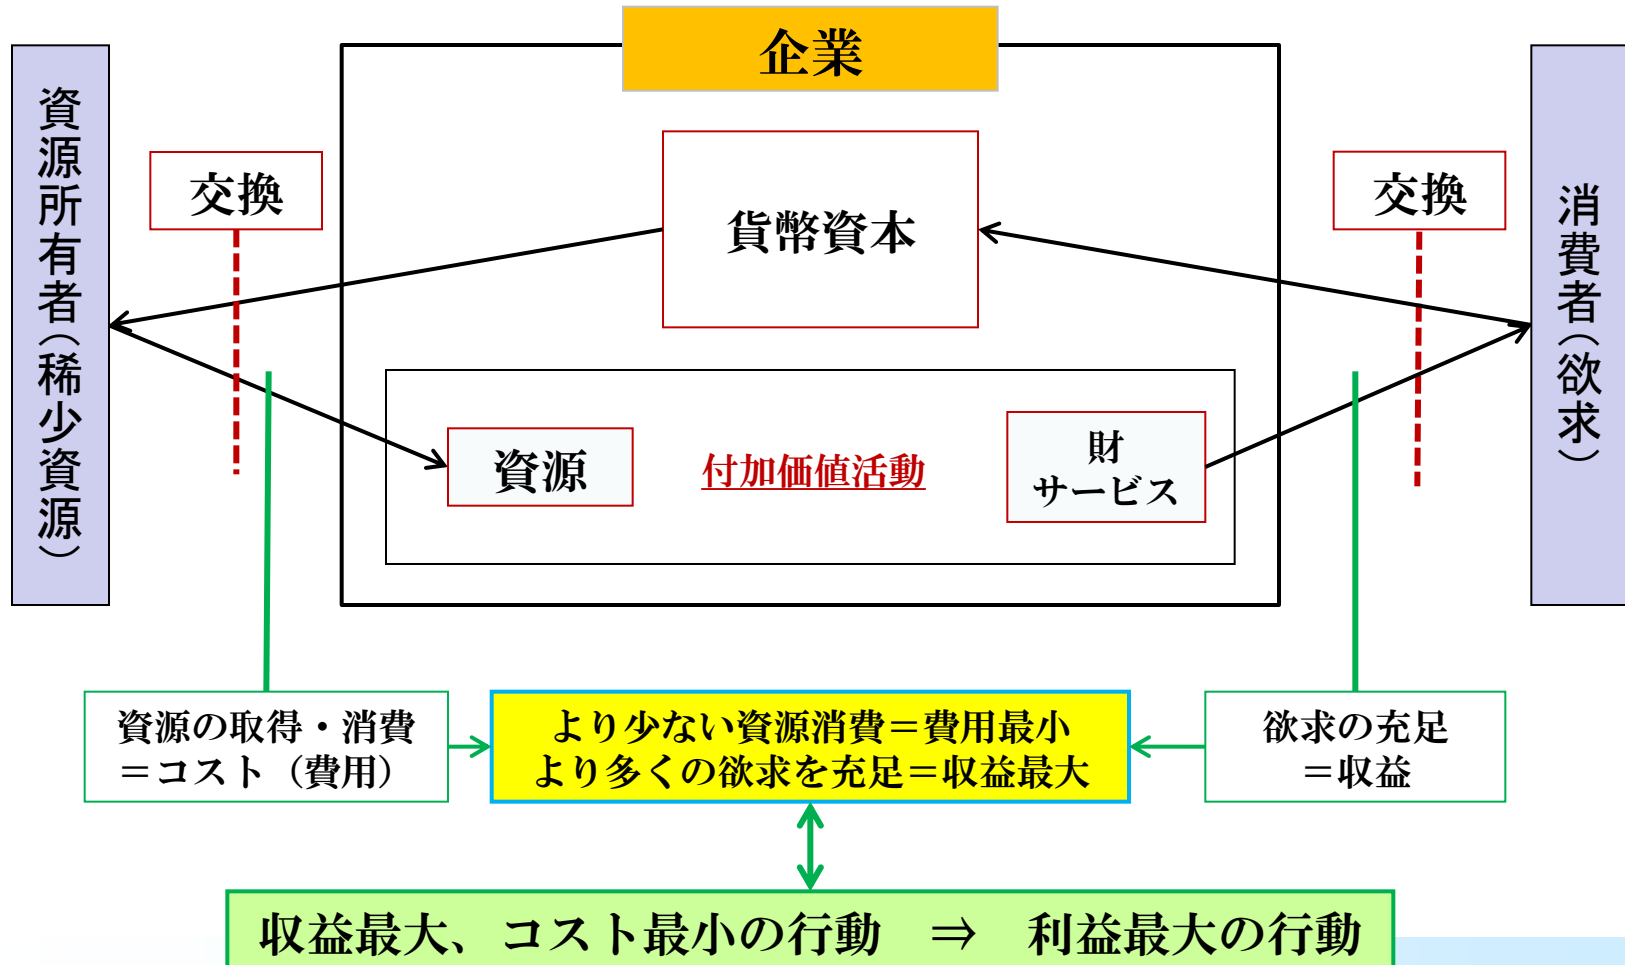 企業
資源所有者（稀少資源）
交換
貨幣資本
交換
消費者（欲求）
資源
付加価値活動
財
サービス
資源の取得・消費
＝コスト（費用）
より少ない資源消費＝費用最小
より多くの欲求を充足＝収益最大
欲求の充足
＝収益
収益最大、コスト最小の行動　⇒　利益最大の行動